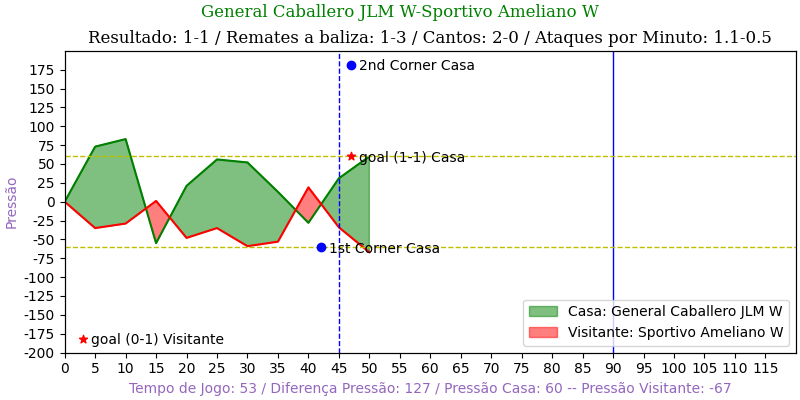 General Caballero JLM W-Sportivo Ameliano W
Resultado: 1-1 / Remates a baliza: 1-3 / Cantos: 2-0 / Ataques por Minuto: 1.1-0.5
175
150
125
100
75
50
25
0
-25
-50
-75
-100
-125
-150
-175
-200
Pressão
2nd Corner Casa
goal (1-1) Casa
1st Corner Casa
goal (0-1) Visitante
Casa: General Caballero JLM W
Visitante: Sportivo Ameliano W
0 5 10 15 20 25 30 35 40 45 50 55 60 65 70 75 80 85 90 95 100 105 110 115
Tempo de Jogo: 53 / Diferença Pressão: 127 / Pressão Casa: 60 -- Pressão Visitante: -67